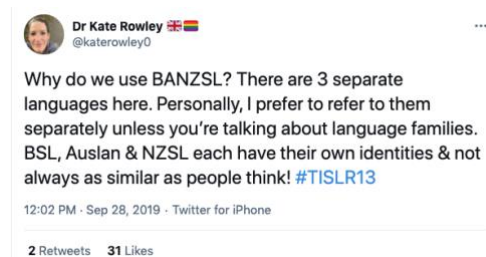 Dr Kate Rowley 🇬🇧🏳️‍🌈
@katerowley0
Why do we use BANZSL? There are 3 separate
languages here. Personally, I prefer to refer to them
separately unless you’re talking about language families.
BSL, Auslan & NZSL each have their own identities & not
always as similar as people think! #TISLR13
12:02 PM · Sep 28, 2019 · Twitter for iPhone
2 Retweets 31 Likes